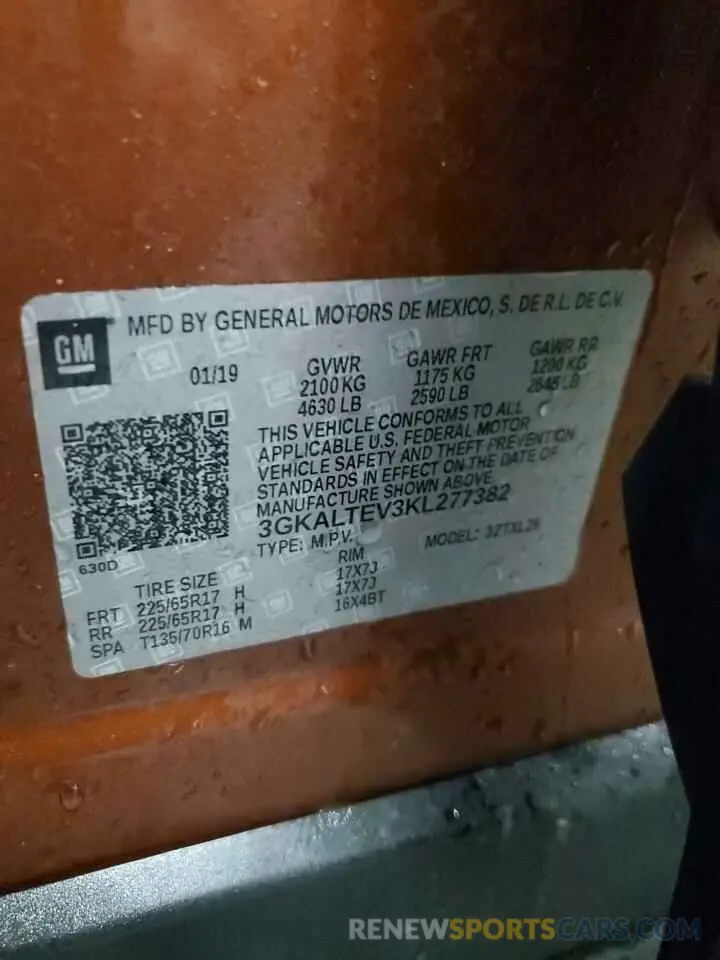 MFD BY GENERAL MOTORS DE MEXICO, S. DE R.L. DE C.V.
GM
01/19 GVWR GAWR FRT GAWR RR
2100 KG 1175 KG 1290 KG
4630 LB 2590 LB 2848 LB
THIS VEHICLE CONFORMS TO ALL
APPLICABLE U.S. FEDERAL MOTOR
VEHICLE SAFETY AND THEFT PREVENTION
STANDARDS IN EFFECT ON THE DATE OF
MANUFACTURE SHOWN ABOVE.
3GKALTEV3KL277382
630D
TYPE: M.P.V. MODEL: 32TXL26
TIRE SIZE RIM
FRT 225/65R17 H 17X7J
RR 225/65R17 H 17X7J
SPA T135/70R16 M 16X4BT
RENEWSPORTSCARS.COM